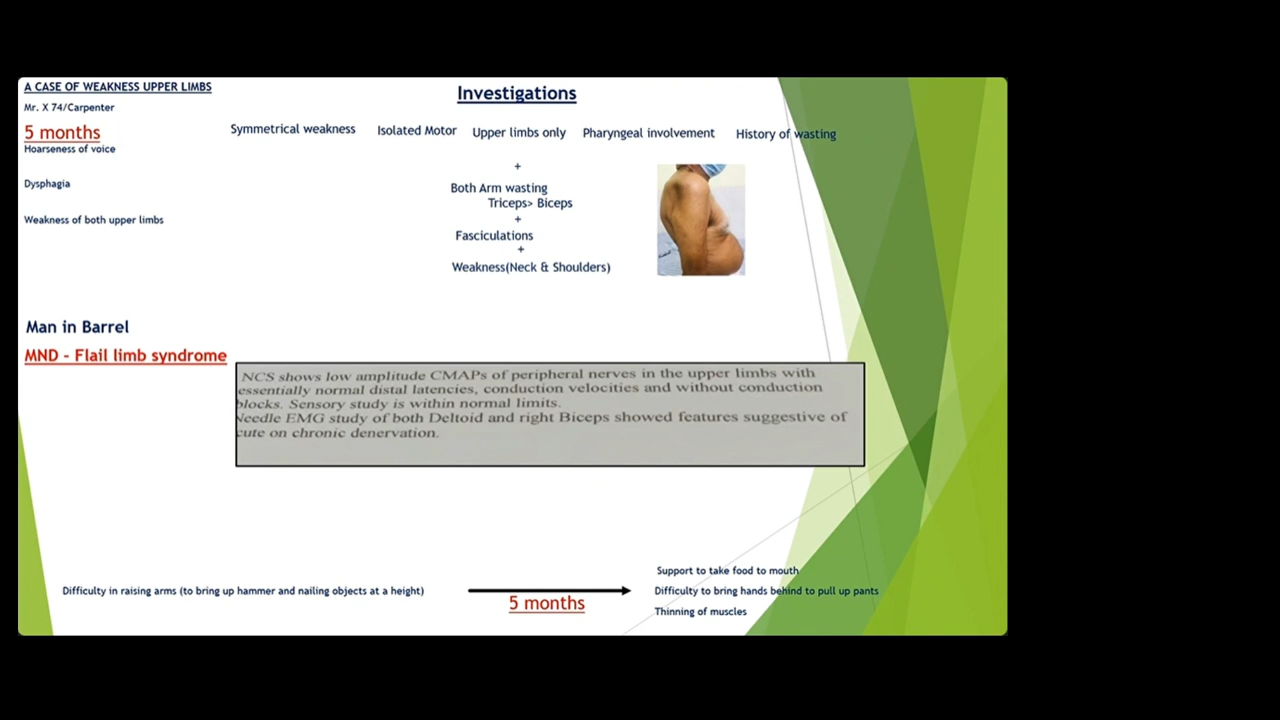 A CASE OF WEAKNESS UPPER LIMBS
Mr. X 74/Carpenter
5 months
Hoarseness of voice
Dysphagia
Weakness of both upper limbs
Investigations
Symmetrical weakness Isolated Motor Upper limbs only Pharyngeal involvement History of wasting
+
Both Arm wasting
Triceps> Biceps
+
Fasciculations
+
Weakness(Neck & Shoulders)
Man in Barrel
MND - Flail limb syndrome
NCS shows low amplitude CMAPs of peripheral nerves in the upper limbs with
essentially normal distal latencies, conduction velocities and without conduction
blocks. Sensory study is within normal limits.
Needle EMG study of both Deltoid and right Biceps showed features suggestive of
cute on chronic denervation.
Difficulty in raising arms (to bring up hammer and nailing objects at a height)
5 months
Support to take food to mouth
Difficulty to bring hands behind to pull up pants
Thinning of muscles